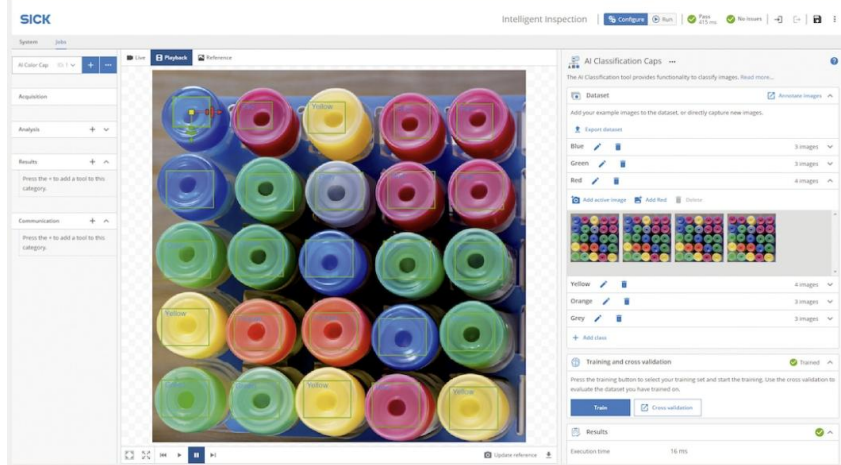 SICK
Intelligent Inspection
Configure
Run
Pass
415 ms
No issues
System
Jobs
AI Color Cap
Live
Playback
Reference
Acquisition
Analysis
Results
Press the + to add a tool to this
category.
Communication
Press the + to add a tool to this
category.
Yellow
Yellow
Yellow
Yellow
Update reference
AI Classification Caps
The AI Classification tool provides functionality to classify images. Read more...
Dataset
Annotate images
Add your example images to the dataset, or directly capture new images.
Export dataset
Blue
3 images
Green
3 images
Red
4 images
Add active image
Add Red
Delete
Yellow
4 images
Orange
3 images
Grey
3 images
+ Add class
Training and cross validation
Trained
Press the training button to select your training set and start the training. Use the cross validation to
evaluate the dataset you have trained on.
Train
Cross validation
Results
Execution time
16 ms